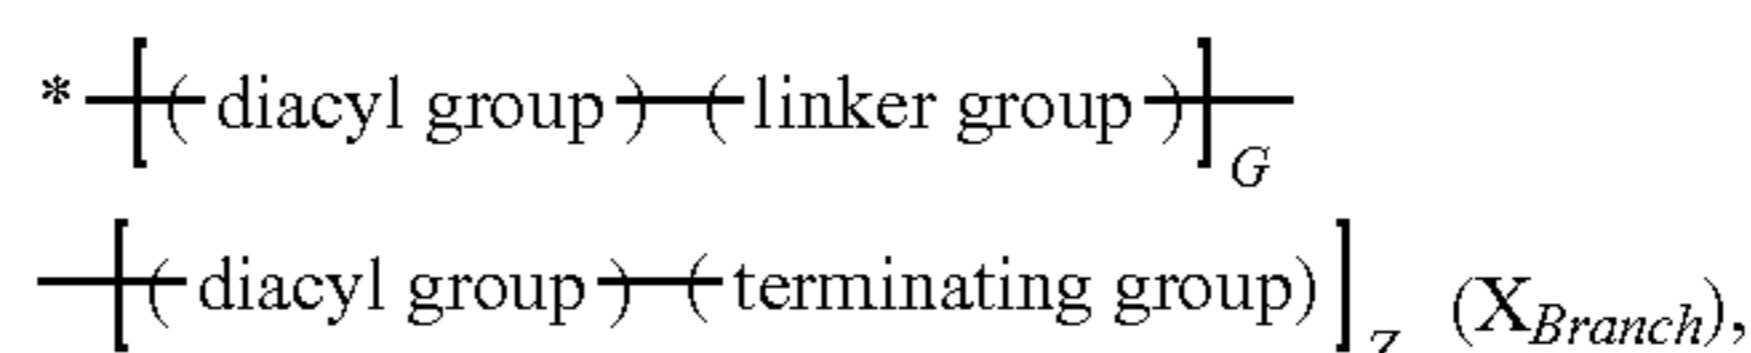 *—[(diacyl group)—(linker group)]G
—[(diacyl group)—(terminating group)]Z (XBranch),